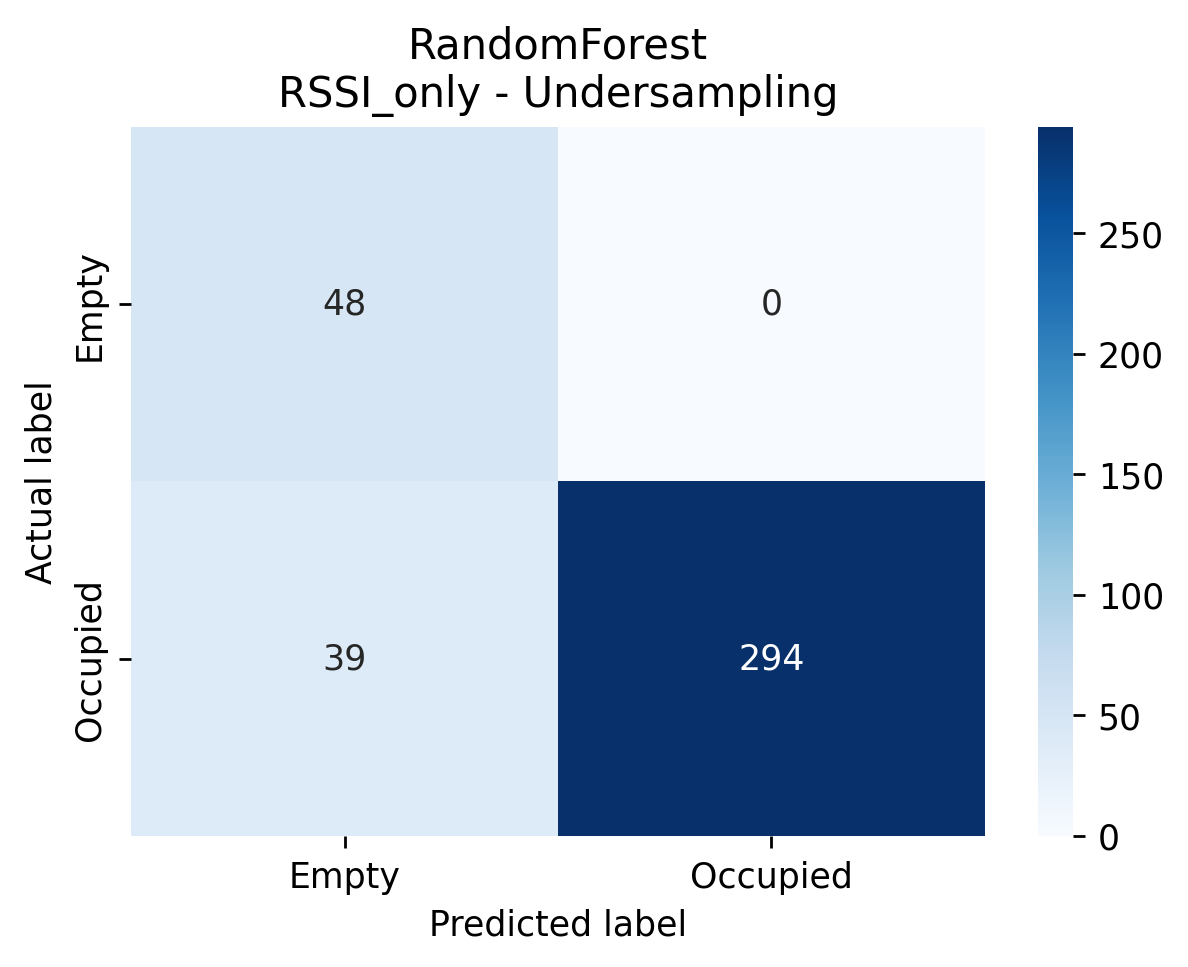 RandomForest
RSSI_only - Undersampling
Actual label
Empty
Occupied
48
0
39
294
Empty
Occupied
Predicted label
250
200
150
100
50
0